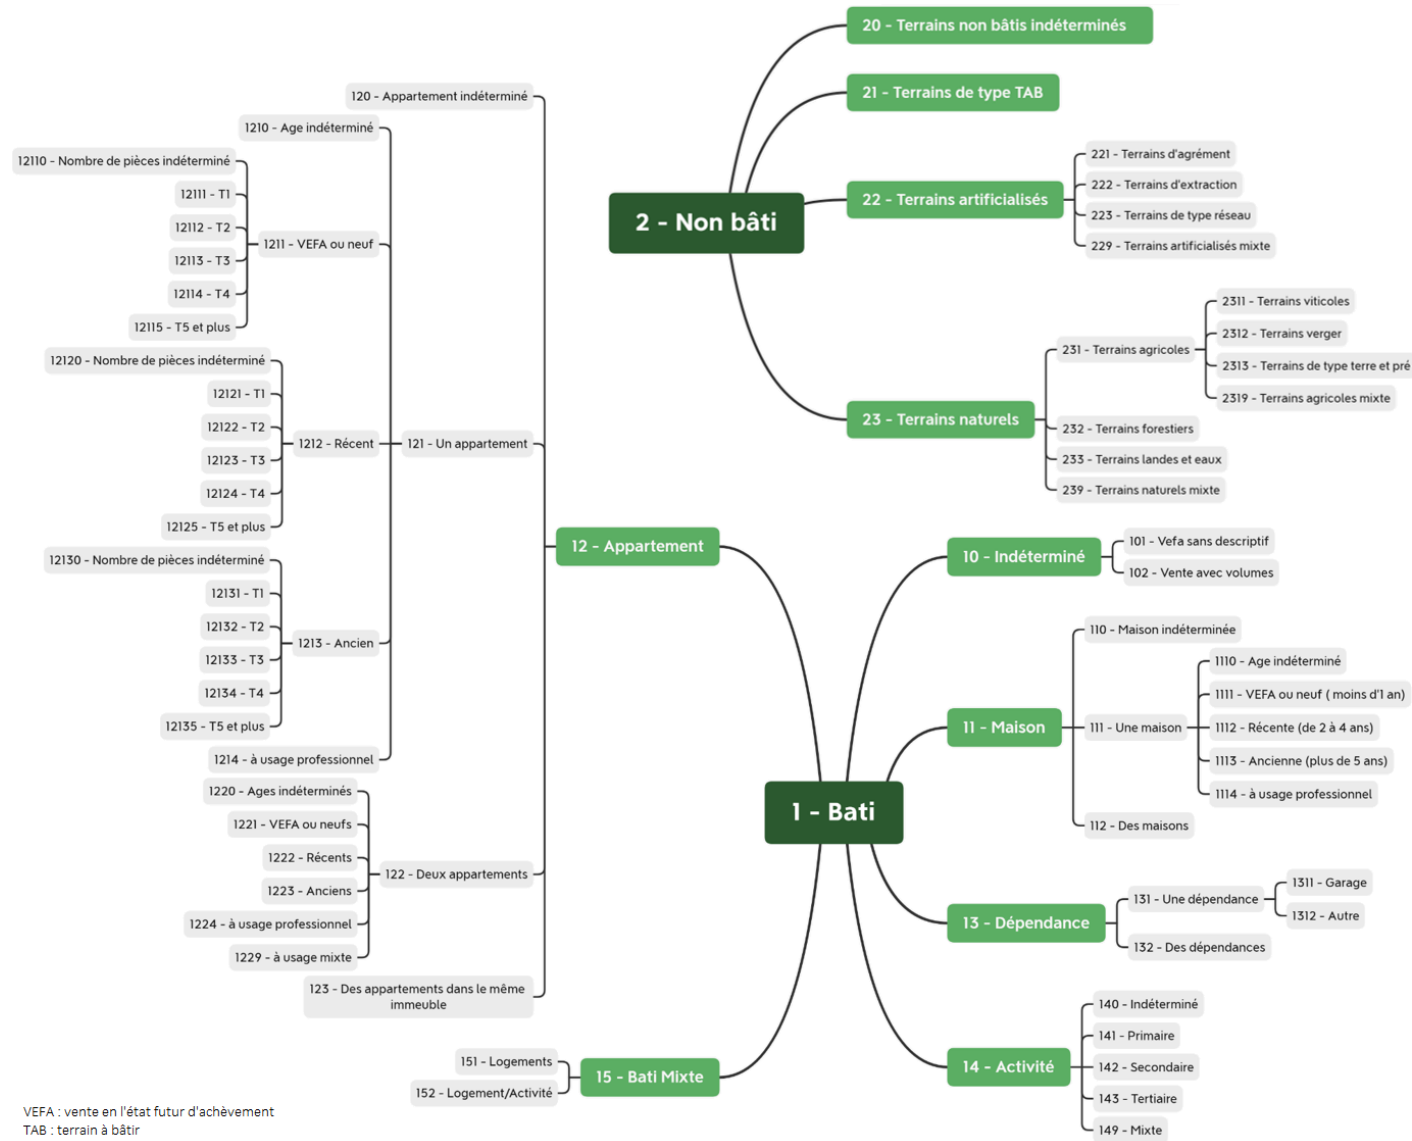 20 - Terrains non bâtis indéterminés
21 - Terrains de type TAB
22 - Terrains artificialisés
221 - Terrains d'agrément
222 - Terrains d'extraction
223 - Terrains de type réseau
229 - Terrains artificialisés mixte
2 - Non bâti
23 - Terrains naturels
231 - Terrains agricoles
2311 - Terrains viticoles
2312 - Terrains verger
2313 - Terrains de type terre et pré
2319 - Terrains agricoles mixte
232 - Terrains forestiers
233 - Terrains landes et eaux
239 - Terrains naturels mixte
120 - Appartement indéterminé
1210 - Age indéterminé
12110 - Nombre de pièces indéterminé
12111 - T1
12112 - T2
12113 - T3
12114 - T4
12115 - T5 et plus
1211 - VEFA ou neuf
12120 - Nombre de pièces indéterminé
12121 - T1
12122 - T2
12123 - T3
12124 - T4
12125 - T5 et plus
1212 - Récent
121 - Un appartement
12130 - Nombre de pièces indéterminé
12131 - T1
12132 - T2
12133 - T3
12134 - T4
12135 - T5 et plus
1213 - Ancien
1214 - à usage professionnel
12 - Appartement
1220 - Ages indéterminés
1221 - VEFA ou neufs
1222 - Récents
1223 - Anciens
1224 - à usage professionnel
1229 - à usage mixte
122 - Deux appartements
123 - Des appartements dans le même
immeuble
10 - Indéterminé
101 - Vefa sans descriptif
102 - Vente avec volumes
11 - Maison
110 - Maison indéterminée
111 - Une maison
1110 - Age indéterminé
1111 - VEFA ou neuf ( moins d'1 an)
1112 - Récente (de 2 à 4 ans)
1113 - Ancienne (plus de 5 ans)
1114 - à usage professionnel
112 - Des maisons
1 - Bati
13 - Dépendance
131 - Une dépendance
1311 - Garage
1312 - Autre
132 - Des dépendances
14 - Activité
140 - Indéterminé
141 - Primaire
142 - Secondaire
143 - Tertiaire
149 - Mixte
15 - Bati Mixte
151 - Logements
152 - Logement/Activité
VEFA : vente en l'état futur d'achèvement
TAB : terrain à bâtir